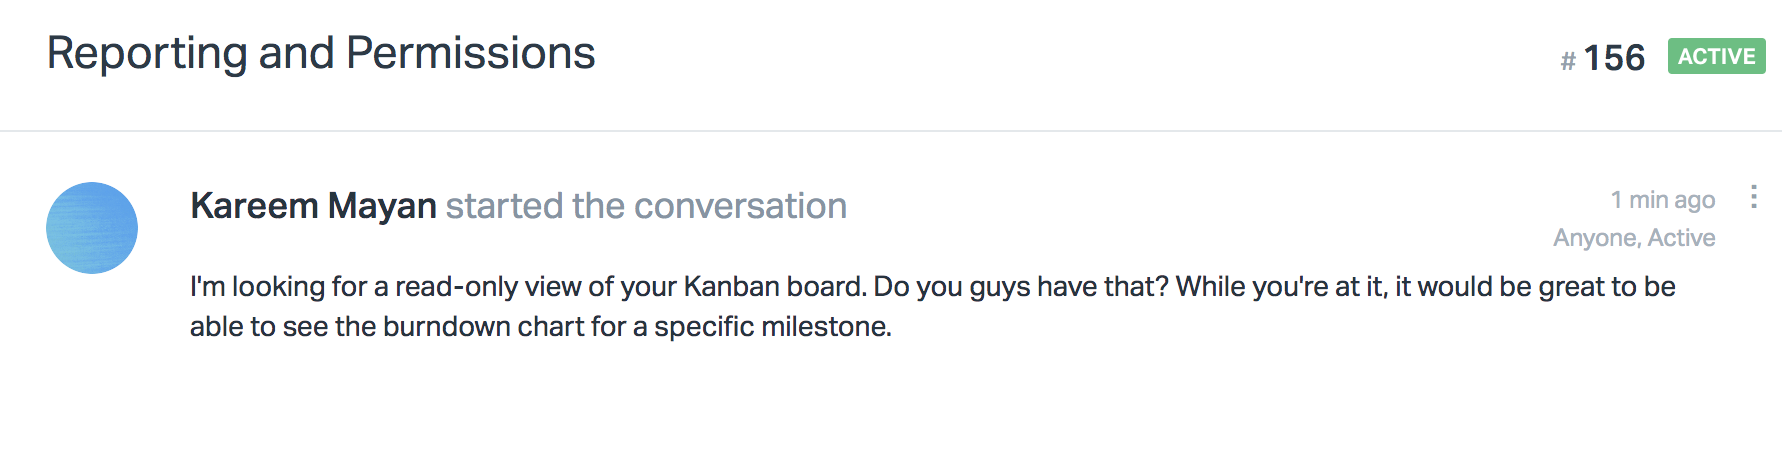 Reporting and Permissions
# 156 ACTIVE
Kareem Mayan started the conversation
1 min ago
Anyone, Active
I'm looking for a read-only view of your Kanban board. Do you guys have that? While you're at it, it would be great to be
able to see the burndown chart for a specific milestone.